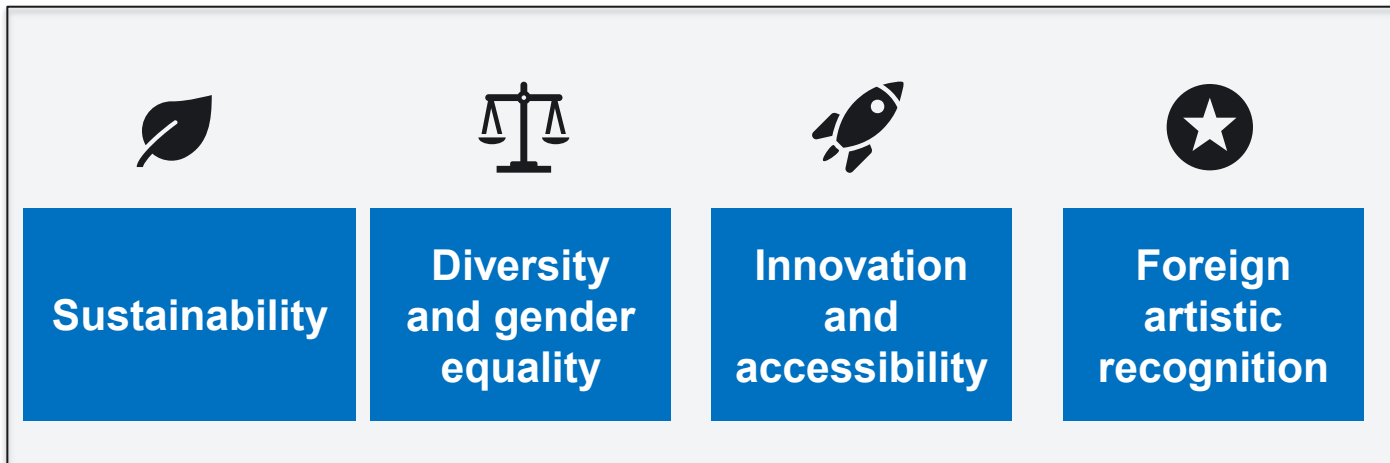 Sustainability
Diversity
and gender
equality
Innovation
and
accessibility
Foreign
artistic
recognition